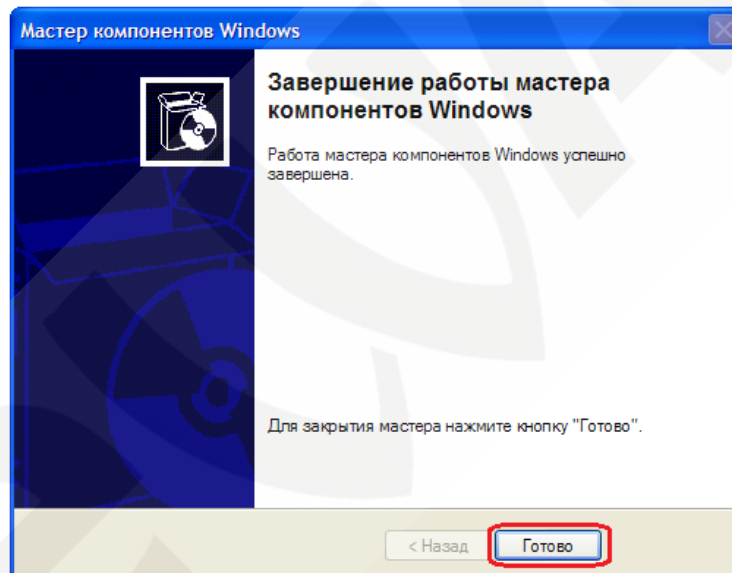 Мастер компонентов Windows
Завершение работы мастера
компонентов Windows
Работа мастера компонентов Windows успешно
завершена.
Для закрытия мастера нажмите кнопку "Готово".
< Назад
Готово